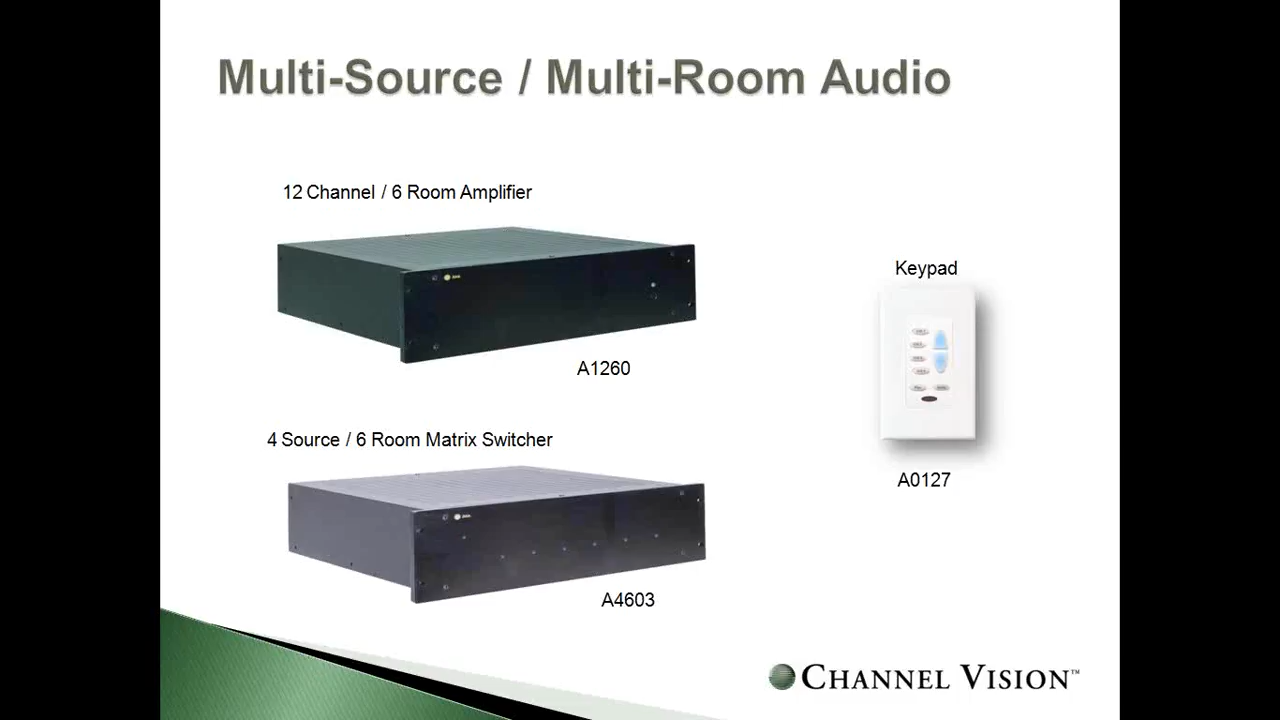 Multi-Source / Multi-Room Audio
12 Channel / 6 Room Amplifier
A1260
Keypad
A0127
4 Source / 6 Room Matrix Switcher
A4603
CHANNEL VISION™